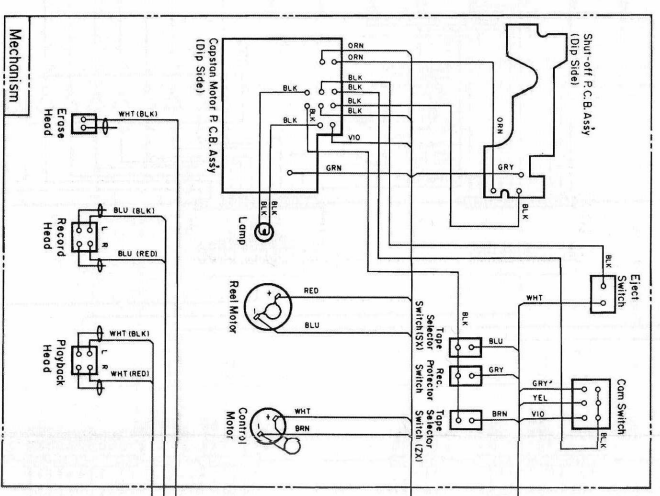 Mechanism
Erase
Head
WHT(BLK)
Record
Head
BLU (BLK)
L
R
BLU (RED)
Playback
Head
WHT(BLK)
L
R
WHT(RED)
Capstan Motor P.C.B. Ass'y
(Dip Side)
ORN
ORN
BLK
BLK
BLK
BLK
BLK
BLK
BLK
VIO
GRN
BLK
BLK
Lamp
Shut-off P.C.B. Ass'y
(Dip Side)
ORN
GRY
BLK
Reel Motor
+
-
RED
BLU
Control
Motor
+
-
WHT
BRN
Tape
Selector
Switch(SX)
BLK
BLU
Rec.
Protector
Switch
GRY
Tape
Selector
Switch (ZX)
BRN
Eject
Switch
BLK
WHT
Cam Switch
GRY
YEL
VIO
BLK